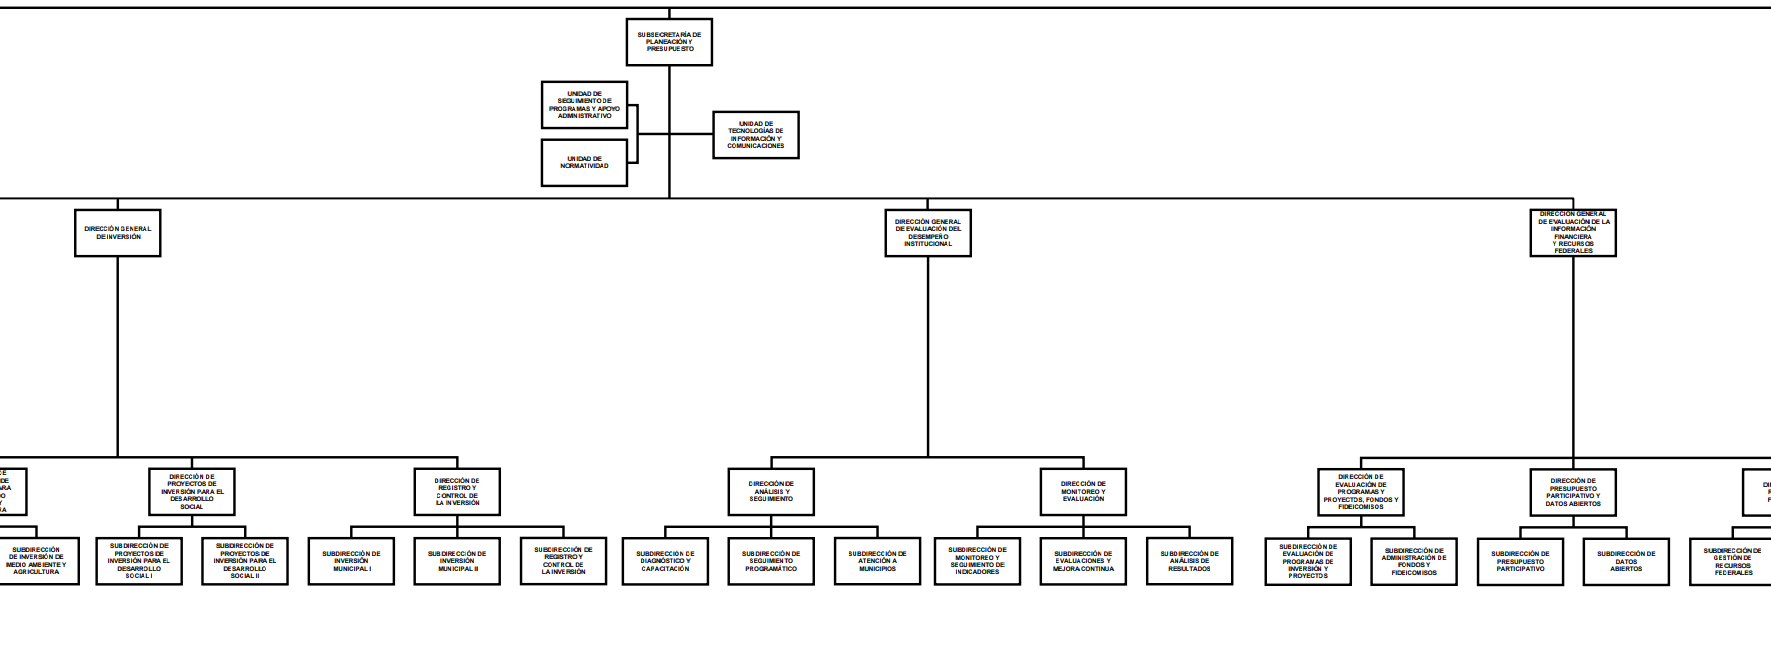 SUBSECRETARÍA DE
PLANEACIÓN Y
PRESUPUESTO
UNIDAD DE
SEGUIMIENTO DE
PROGRAMAS Y APOYO
ADMINISTRATIVO
UNIDAD DE
TECNOLOGÍAS DE
INFORMACIÓN Y
COMUNICACIONES
UNIDAD DE
NORMATIVIDAD
DIRECCIÓN GENERAL
DE INVERSIÓN
DIRECCIÓN GENERAL
DE EVALUACIÓN DEL
DESEMPEÑO
INSTITUCIONAL
DIRECCIÓN GENERAL
DE EVALUACIÓN DE LA
INFORMACIÓN
FINANCIERA
Y RECURSOS
FEDERALES
DIRECCIÓN DE
PROYECTOS DE
INVERSIÓN PARA EL
DESARROLLO
SOCIAL
DIRECCIÓN DE
REGISTRO Y
CONTROL DE
LA INVERSIÓN
DIRECCIÓN DE
ANÁLISIS Y
SEGUIMIENTO
DIRECCIÓN DE
MONITOREO Y
EVALUACIÓN
DIRECCIÓN DE
EVALUACIÓN DE
PROGRAMAS Y
PROYECTOS, FONDOS Y
FIDEICOMISOS
DIRECCIÓN DE
PRESUPUESTO
PARTICIPATIVO Y
DATOS ABIERTOS
SUBDIRECCIÓN
DE INVERSIÓN DE
MEDIO AMBIENTE Y
AGRICULTURA
SUBDIRECCIÓN DE
PROYECTOS DE
INVERSIÓN PARA EL
DESARROLLO
SOCIAL I
SUBDIRECCIÓN DE
PROYECTOS DE
INVERSIÓN PARA EL
DESARROLLO
SOCIAL II
SUBDIRECCIÓN DE
INVERSIÓN
MUNICIPAL I
SUBDIRECCIÓN DE
INVERSIÓN
MUNICIPAL II
SUBDIRECCIÓN DE
REGISTRO Y
CONTROL DE
LA INVERSIÓN
SUBDIRECCIÓN DE
DIAGNÓSTICO Y
CAPACITACIÓN
SUBDIRECCIÓN DE
SEGUIMIENTO
PROGRAMÁTICO
SUBDIRECCIÓN DE
ATENCIÓN A
MUNICIPIOS
SUBDIRECCIÓN DE
MONITOREO Y
SEGUIMIENTO DE
INDICADORES
SUBDIRECCIÓN DE
EVALUACIONES Y
MEJORA CONTINUA
SUBDIRECCIÓN DE
ANÁLISIS DE
RESULTADOS
SUBDIRECCIÓN DE
EVALUACIÓN DE
PROGRAMAS DE
INVERSIÓN Y
PROYECTOS
SUBDIRECCIÓN DE
ADMINISTRACIÓN DE
FONDOS Y
FIDEICOMISOS
SUBDIRECCIÓN DE
PRESUPUESTO
PARTICIPATIVO
SUBDIRECCIÓN DE
DATOS
ABIERTOS
SUBDIRECCIÓN DE
GESTIÓN DE
RECURSOS
FEDERALES